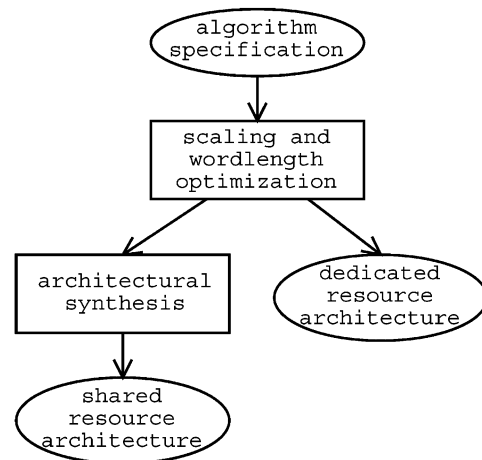 algorithm
specification
scaling and
wordlength
optimization
architectural
synthesis
dedicated
resource
architecture
shared
resource
architecture